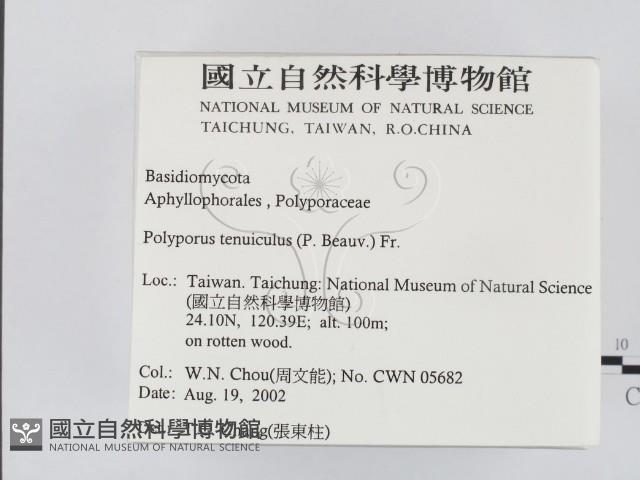 國立自然科學博物館
NATIONAL MUSEUM OF NATURAL SCIENCE
TAICHUNG, TAIWAN, R.O.CHINA
Basidiomycota
Aphyllophorales , Polyporaceae
Polyporus tenuiculus (P. Beauv.) Fr.
Loc.: Taiwan. Taichung: National Museum of Natural Science
(國立自然科學博物館)
24.10N, 120.39E; alt. 100m;
on rotten wood.
Col.: W.N. Chou(周文能); No. CWN 05682
Date: Aug. 19, 2002
(張東柱)
國立自然科學博物館
NATIONAL MUSEUM OF NATURAL SCIENCE
10